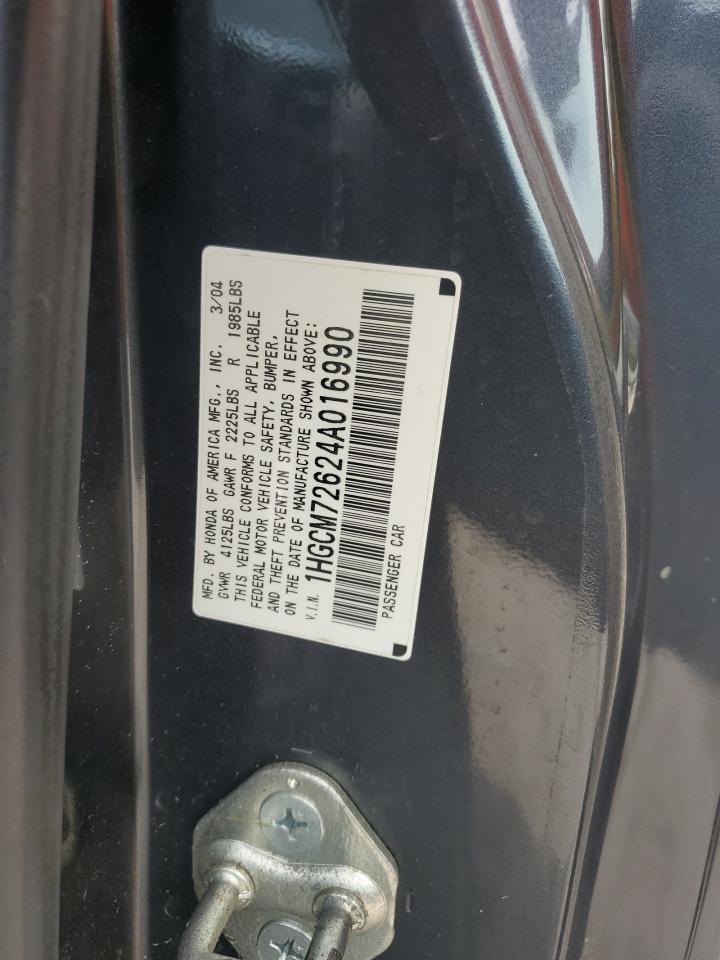 MFD. BY HONDA OF AMERICA MFG., INC. 3/04
GVWR 4125LBS GAWR F 2225LBS R 1985LBS
THIS VEHICLE CONFORMS TO ALL APPLICABLE
FEDERAL MOTOR VEHICLE SAFETY, BUMPER,
AND THEFT PREVENTION STANDARDS IN EFFECT
ON THE DATE OF MANUFACTURE SHOWN ABOVE:
V.I.N. 1HGCM72624A016990
PASSENGER CAR